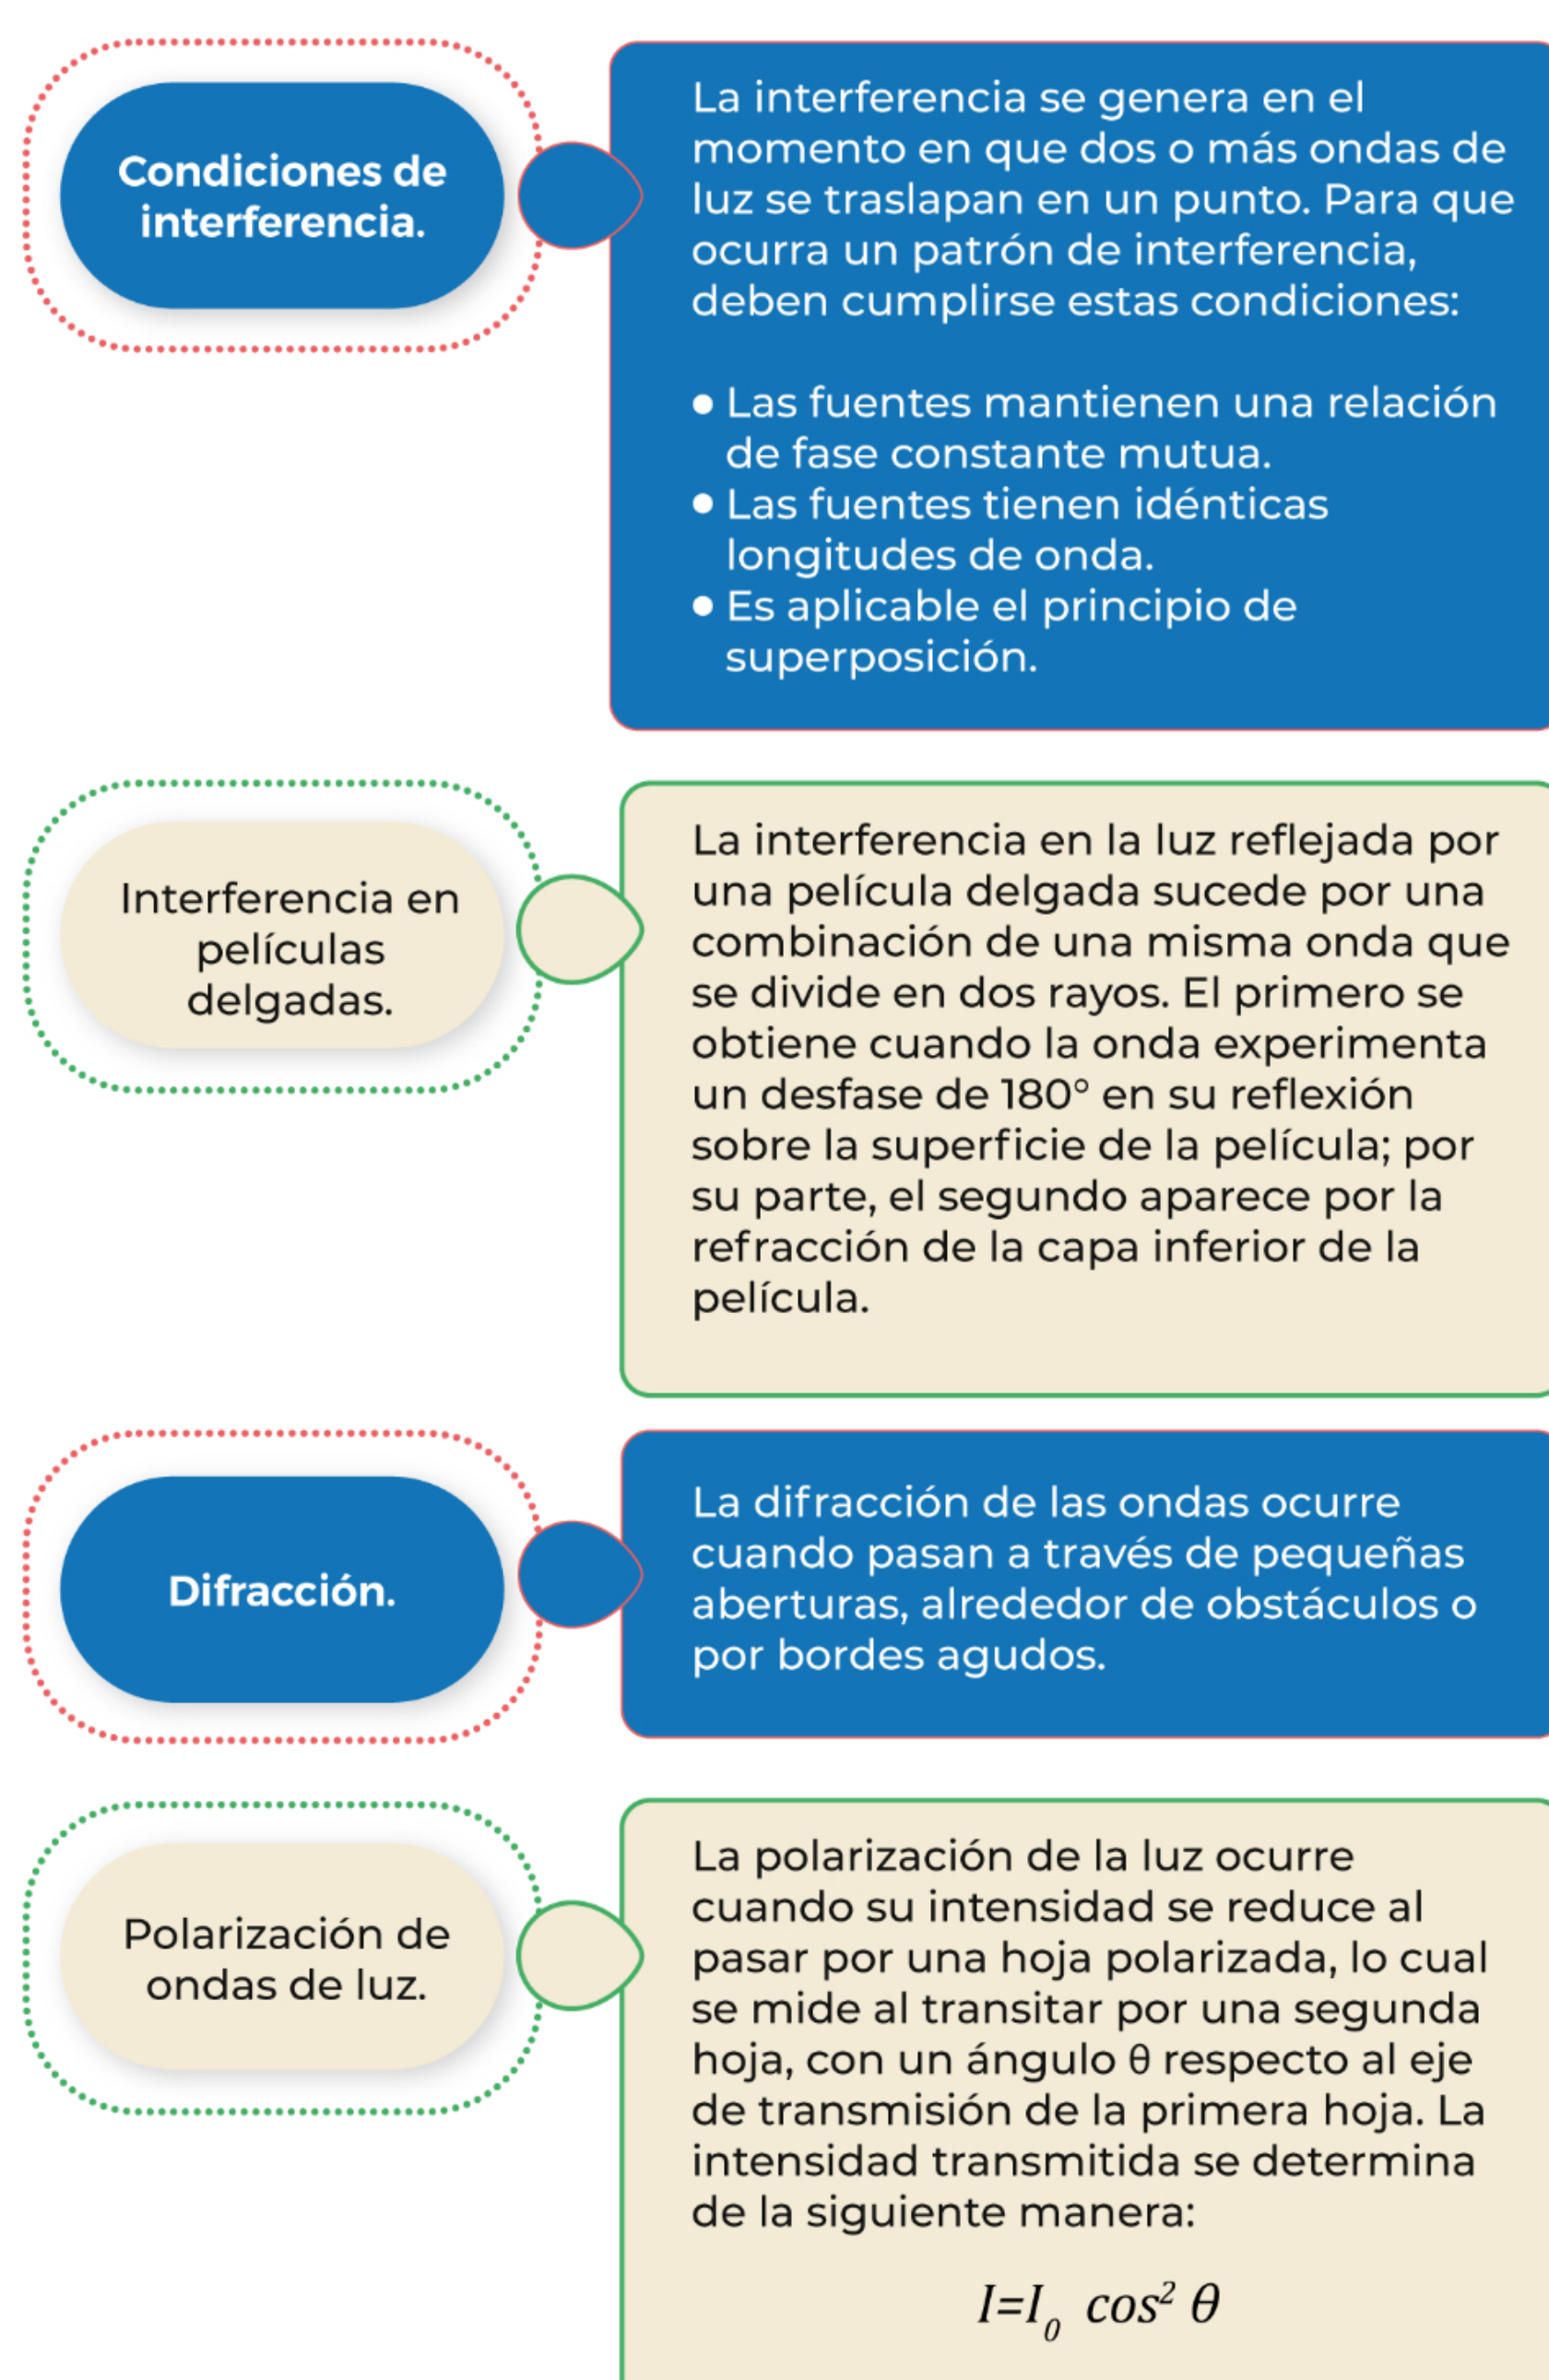 Condiciones de
interferencia.
La interferencia se genera en el
momento en que dos o más ondas de
luz se traslapan en un punto. Para que
ocurra un patrón de interferencia,
deben cumplirse estas condiciones:
● Las fuentes mantienen una relación
de fase constante mutua.
● Las fuentes tienen idénticas
longitudes de onda.
● Es aplicable el principio de
superposición.
Interferencia en
películas
delgadas.
La interferencia en la luz reflejada por
una película delgada sucede por una
combinación de una misma onda que
se divide en dos rayos. El primero se
obtiene cuando la onda experimenta
un desfase de 180° en su reflexión
sobre la superficie de la película; por
su parte, el segundo aparece por la
refracción de la capa inferior de la
película.
Difracción.
La difracción de las ondas ocurre
cuando pasan a través de pequeñas
aberturas, alrededor de obstáculos o
por bordes agudos.
Polarización de
ondas de luz.
La polarización de la luz ocurre
cuando su intensidad se reduce al
pasar por una hoja polarizada, lo cual
se mide al transitar por una segunda
hoja, con un ángulo θ respecto al eje
de transmisión de la primera hoja. La
intensidad transmitida se determina
de la siguiente manera:
I=I₀ cos² θ